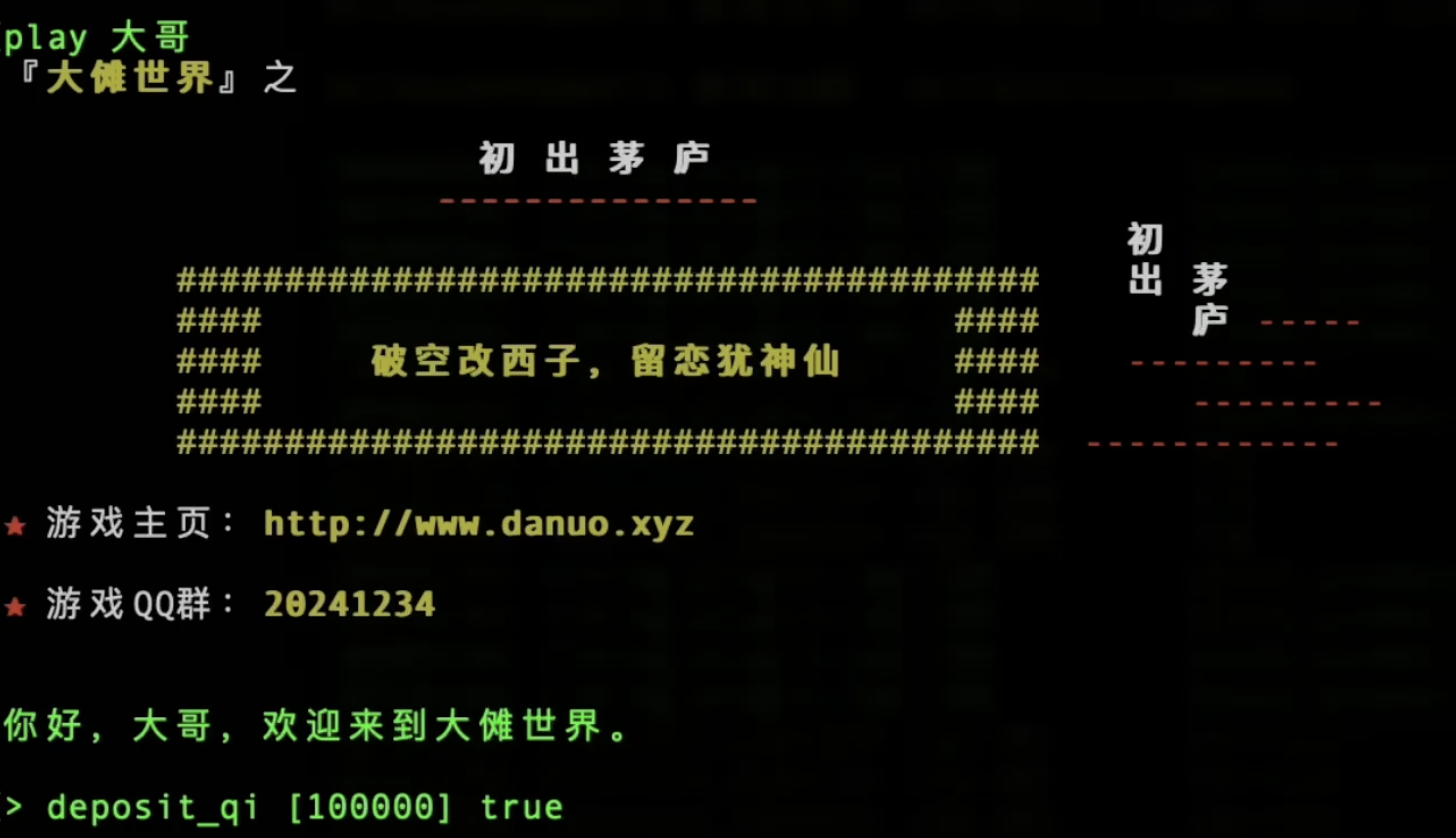 play 大哥
『大傩世界』之
初 出 茅 庐
---------------
初
出 茅
庐 -----
########################################
#### ####
#### 破空改西子，留恋犹神仙 #### ---------
#### #### ---------
######################################## ------------
★ 游戏主页： http://www.danuo.xyz
★ 游戏QQ群： 20241234
你好，大哥，欢迎来到大傩世界。
> deposit_qi [100000] true